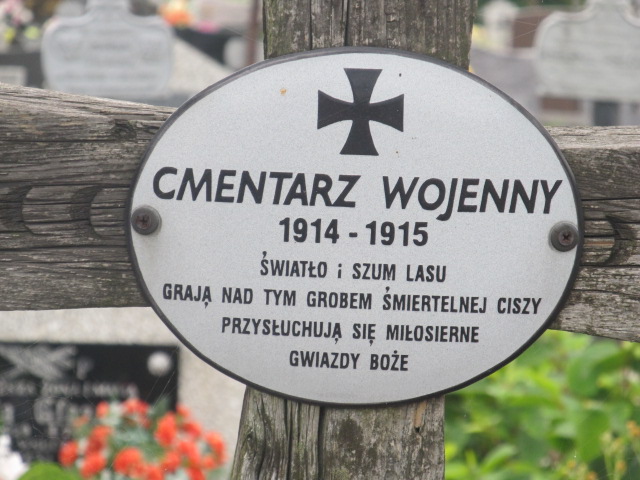 CMENTARZ WOJENNY
1914 - 1915
ŚWIATŁO i SZUM LASU
GRAJĄ NAD TYM GROBEM ŚMIERTELNEJ CISZY
PRZYSŁUCHUJĄ SIĘ MIŁOSIERNE
GWIAZDY BOŻE